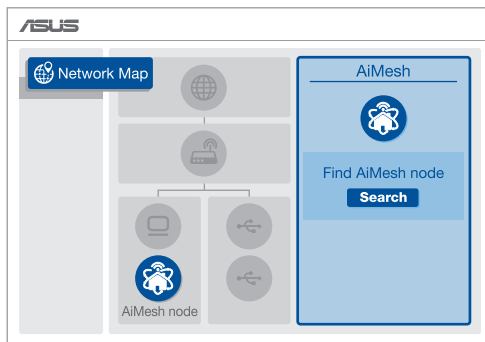 ASUS
Network Map
AiMesh
Find AiMesh node
Search
AiMesh node